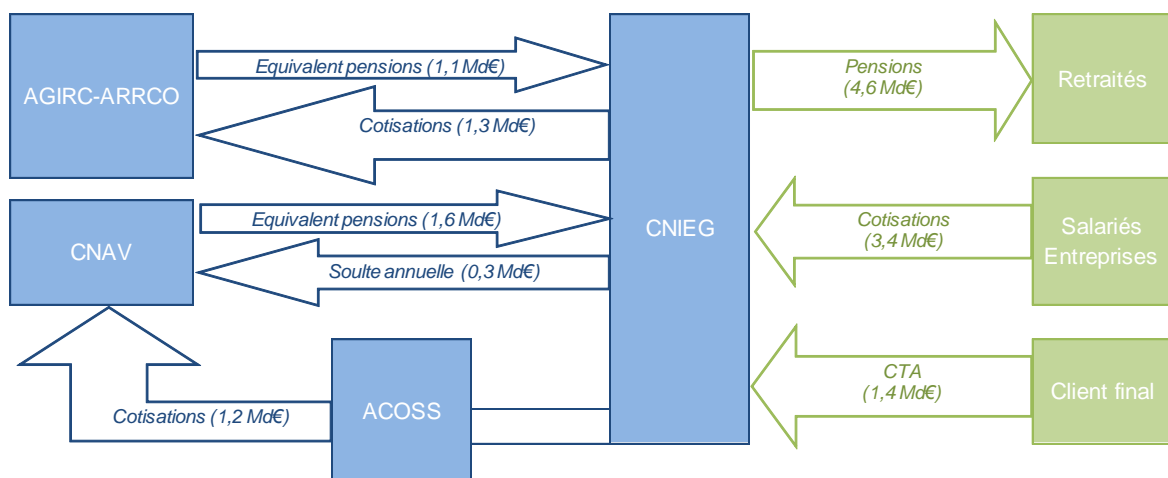 AGIRC-ARRCO
Equivalent pensions (1,1 Md€)
Cotisations (1,3 Md€)
CNAV
Equivalent pensions (1,6 Md€)
Soulte annuelle (0,3 Md€)
Cotisations (1,2 Md€)
ACOSS
CNIEG
Pensions
(4,6 Md€)
Retraités
Cotisations
(3,4 Md€)
Salariés
Entreprises
CTA
(1,4 Md€)
Client final